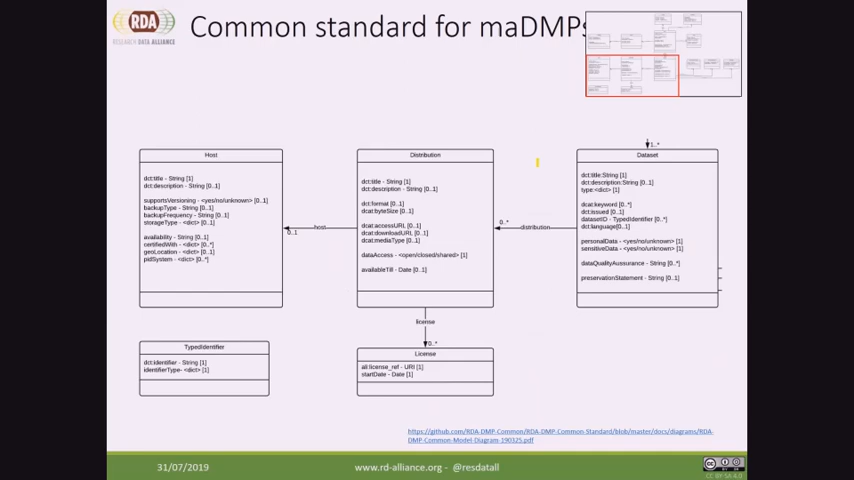 RDA
RESEARCH DATA ALLIANCE
Common standard for maDMPs
Host
dct:title - String [1]
dct:description - String [0..1]
supportsVersioning - <yes/no/unknown> [0..1]
backupType - String [0..1]
backupFrequency - String [0..1]
storageType - <dict> [0..1]
availability - String [0..1]
certifiedWith - <dict> [0..*]
geoLocation - <dict> [0..1]
pidSystem - <dict> [0..*]
0..1
host
Distribution
dct:title - String [1]
dct:description - String [0..1]
dct:format [0..*]
dcat:byteSize [0..1]
dcat:accessURL [0..1]
dcat:downloadURL [0..1]
dcat:mediaType [0..1]
dataAccess - <open/closed/shared> [1]
availableTill - Date [0..1]
0..*
distribution
1..*
Dataset
dct:title:String [1]
dct:description:String [0..1]
type:<dict> [0..1]
dcat:keyword [0..*]
dct:issued [0..1]
datasetID - TypedIdentifier [0..*]
dct:language[0..1]
personalData - <yes/no/unknown> [1]
sensitiveData - <yes/no/unknown> [1]
dataQualityAussurance - String [0..*]
preservationStatement - String [0..1]
license
0..*
TypedIdentifier
dct:identifier - String [1]
identifierType- <dict> [1]
License
ali:license_ref - URI [1]
startDate - Date [1]
https://github.com/RDA-DMP-Common/RDA-DMP-Common-Standard/blob/master/docs/diagrams/RDA-
DMP-Common-Model-Diagram-190325.pdf
31/07/2019
www.rd-alliance.org - @resdatall
CC BY-SA 4.0